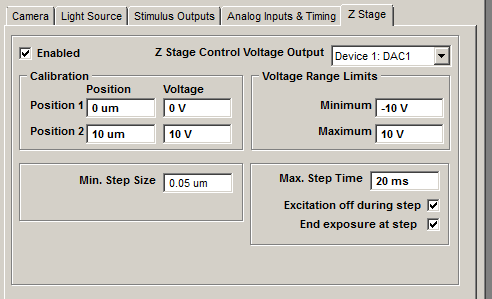 Camera Light Source Stimulus Outputs Analog Inputs & Timing Z Stage
Enabled Z Stage Control Voltage Output Device 1: DAC1
Calibration
Position Voltage
Position 1 0 um 0 V
Position 2 10 um 10 V
Voltage Range Limits
Minimum -10 V
Maximum 10 V
Min. Step Size 0.05 um
Max. Step Time 20 ms
Excitation off during step
End exposure at step